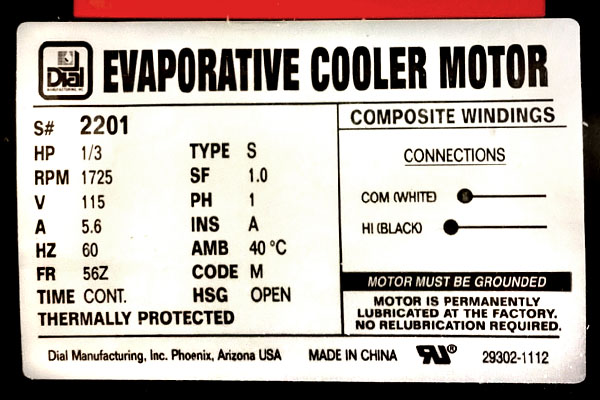 Dial
MANUFACTURING INC
EVAPORATIVE COOLER MOTOR
S# 2201
HP 1/3
RPM 1725
V 115
A 5.6
HZ 60
FR 56Z
TIME CONT.
TYPE S
SF 1.0
PH 1
INS A
AMB 40 °C
CODE M
HSG OPEN
THERMALLY PROTECTED
COMPOSITE WINDINGS
CONNECTIONS
COM (WHITE)
HI (BLACK)
MOTOR MUST BE GROUNDED
MOTOR IS PERMANENTLY
LUBRICATED AT THE FACTORY.
NO RELUBRICATION REQUIRED.
Dial Manufacturing, Inc. Phoenix, Arizona USA MADE IN CHINA RU® 29302-1112